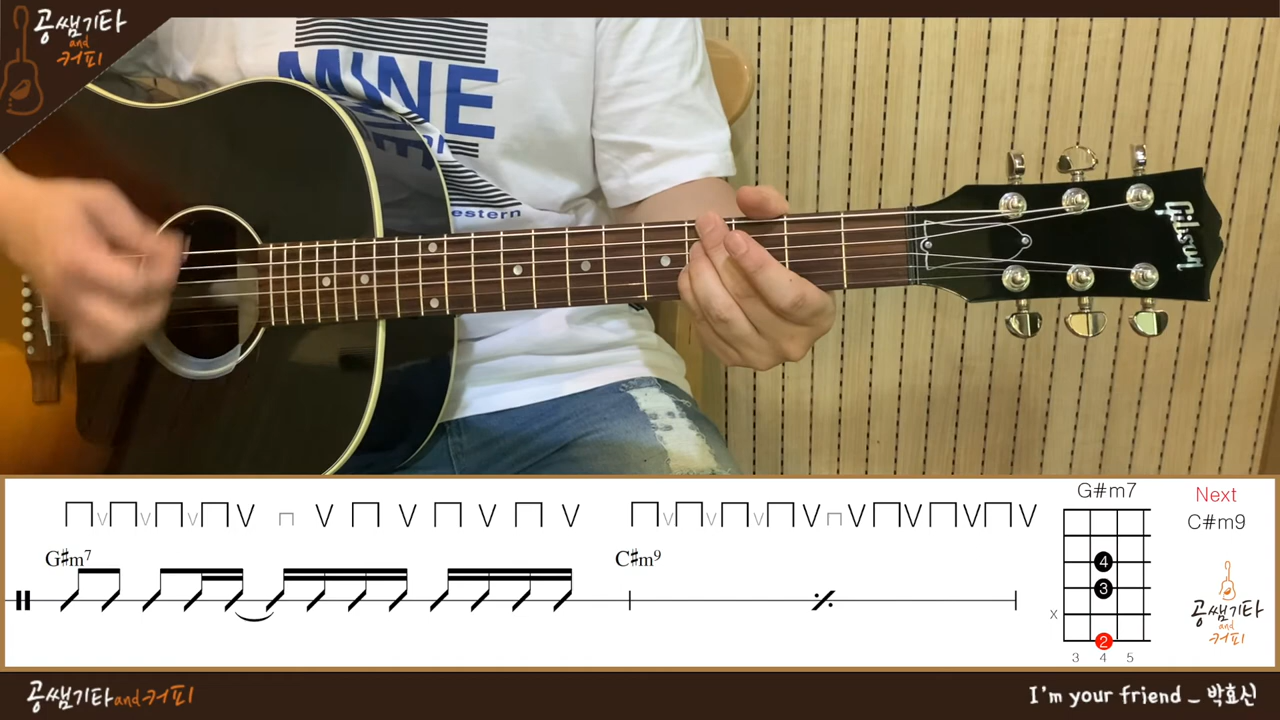 공쌤기타
and
커피
MINE
estern
Gibson
G#m7
Next
C#m9
G#m7
C#m9
4
3
x
2
3 4 5
공쌤기타
and
커피
공쌤기타and커피
I'm your friend _ 박효신